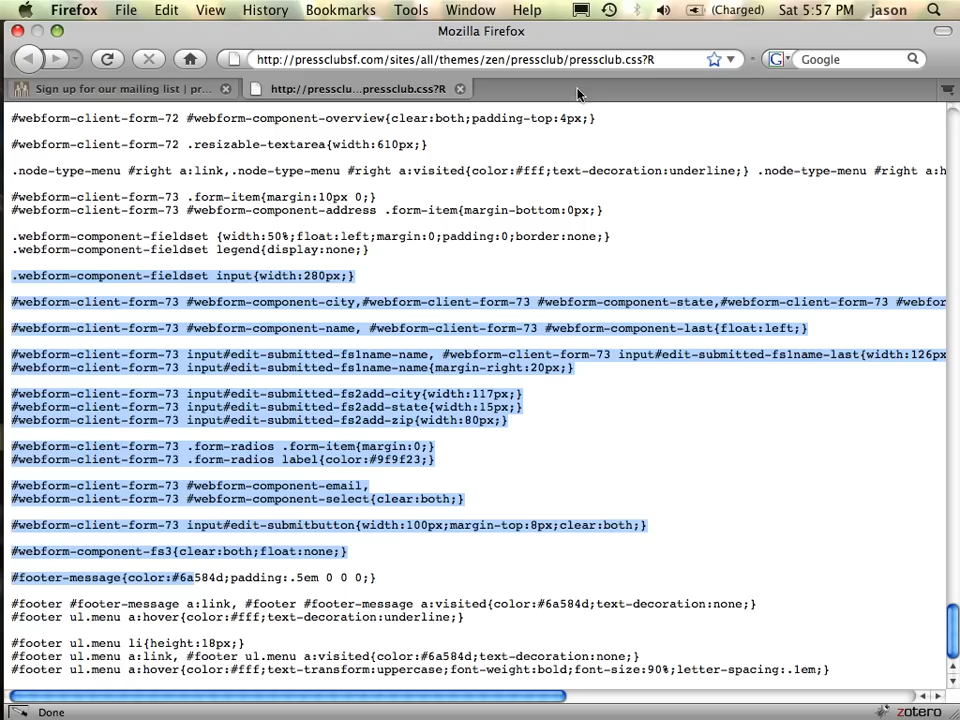 Firefox File Edit View History Bookmarks Tools Window Help (Charged) Sat 5:57 PM jason
Mozilla Firefox
http://pressclubsf.com/sites/all/themes/zen/pressclub/pressclub.css?R Google
Sign up for our mailing list | pr... http://pressclu...pressclub.css?R
#webform-client-form-72 #webform-component-overview{clear:both;padding-top:4px;}
#webform-client-form-72 .resizable-textarea{width:610px;}
.node-type-menu #right a:link,.node-type-menu #right a:visited{color:#fff;text-decoration:underline;} .node-type-menu #right a:h
#webform-client-form-73 .form-item{margin:10px 0;}
#webform-client-form-73 #webform-component-address .form-item{margin-bottom:0px;}
.webform-component-fieldset {width:50%;float:left;margin:0;padding:0;border:none;}
.webform-component-fieldset legend{display:none;}
.webform-component-fieldset input{width:280px;}
#webform-client-form-73 #webform-component-city,#webform-client-form-73 #webform-component-state,#webform-client-form-73 #webfor
#webform-client-form-73 #webform-component-name, #webform-client-form-73 #webform-component-last{float:left;}
#webform-client-form-73 input#edit-submitted-fs1name-name, #webform-client-form-73 input#edit-submitted-fs1name-last{width:126px
#webform-client-form-73 input#edit-submitted-fs1name-name{margin-right:20px;}
#webform-client-form-73 input#edit-submitted-fs2add-city{width:117px;}
#webform-client-form-73 input#edit-submitted-fs2add-state{width:15px;}
#webform-client-form-73 input#edit-submitted-fs2add-zip{width:80px;}
#webform-client-form-73 .form-radios .form-item{margin:0;}
#webform-client-form-73 .form-radios label{color:#9f9f23;}
#webform-client-form-73 #webform-component-email,
#webform-client-form-73 #webform-component-select{clear:both;}
#webform-client-form-73 input#edit-submitbutton{width:100px;margin-top:8px;clear:both;}
#webform-component-fs3{clear:both;float:none;}
#footer-message{color:#6a584d;padding:.5em 0 0 0;}
#footer #footer-message a:link, #footer #footer-message a:visited{color:#6a584d;text-decoration:none;}
#footer ul.menu a:hover{color:#fff;text-decoration:underline;}
#footer ul.menu li{height:18px;}
#footer ul.menu a:link, #footer ul.menu a:visited{color:#6a584d;text-decoration:none;}
#footer ul.menu a:hover{color:#fff;text-transform:uppercase;font-weight:bold;font-size:90%;letter-spacing:.1em;}
Done zotero